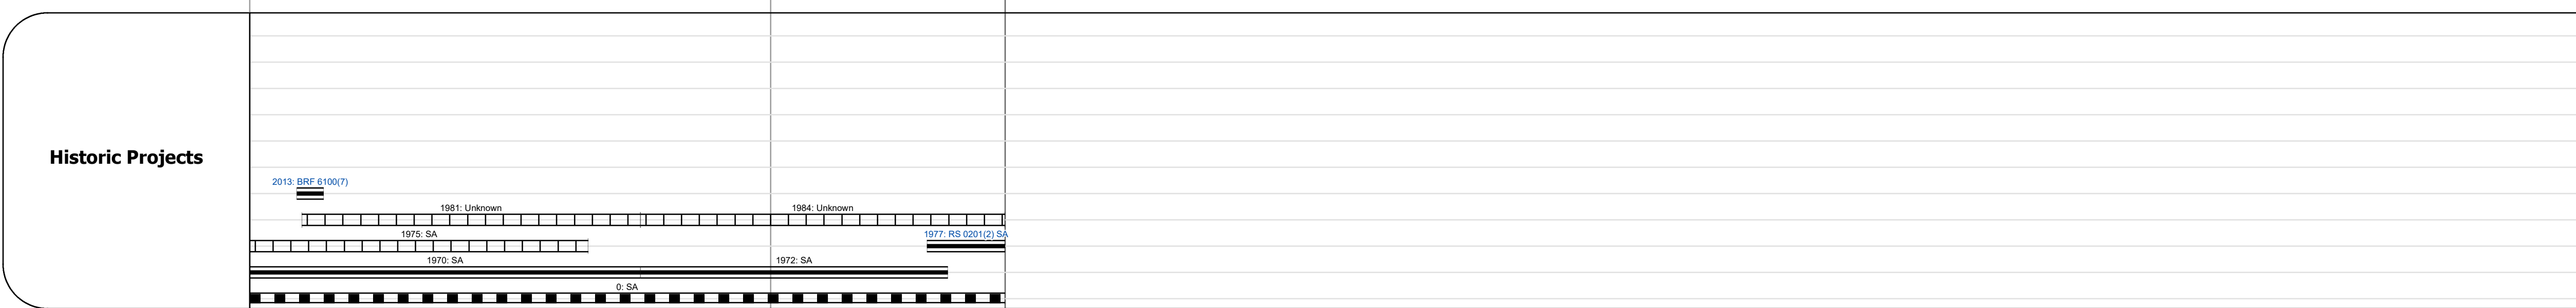 Historic Projects
2013: BRF 6100(7)
1981: Unknown
1984: Unknown
1975: SA
1977: RS 0201(2) SA
1970: SA
1972: SA
0: SA